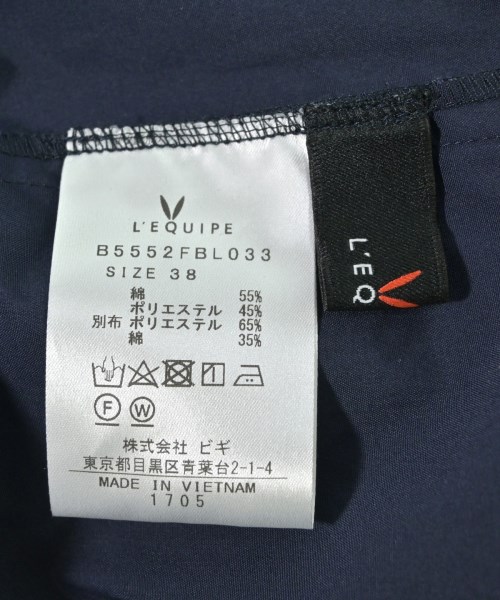 L'EQUIPE
B5552FBL033
SIZE 38
綿 55%
ポリエステル 45%
別布 ポリエステル 65%
綿 35%
F W
株式会社 ビギ
東京都目黒区青葉台2-1-4
MADE IN VIETNAM
1705
L'EQ